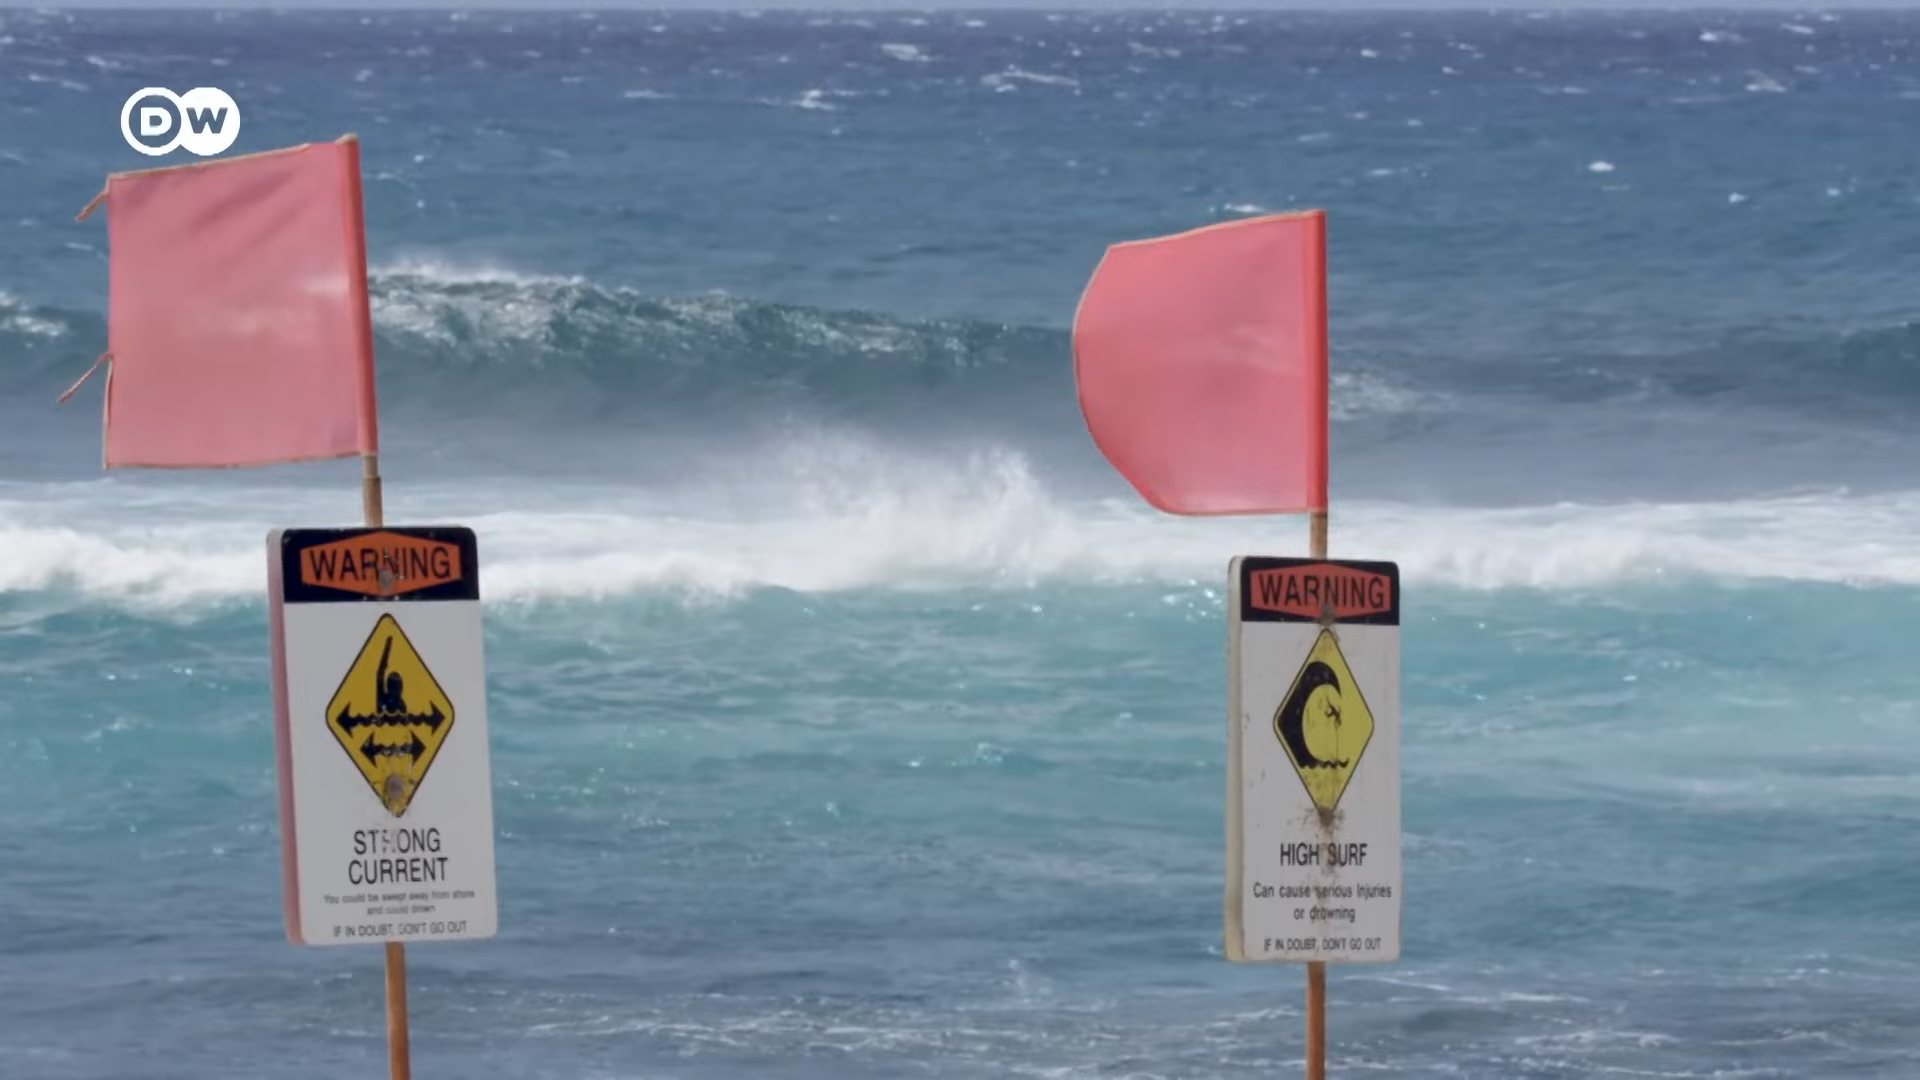 DW
WARNING
STRONG
CURRENT
You could be swept away from shore
and could drown
IF IN DOUBT, DON'T GO OUT
WARNING
HIGH SURF
Can cause serious injuries
or drowning
IF IN DOUBT, DON'T GO OUT